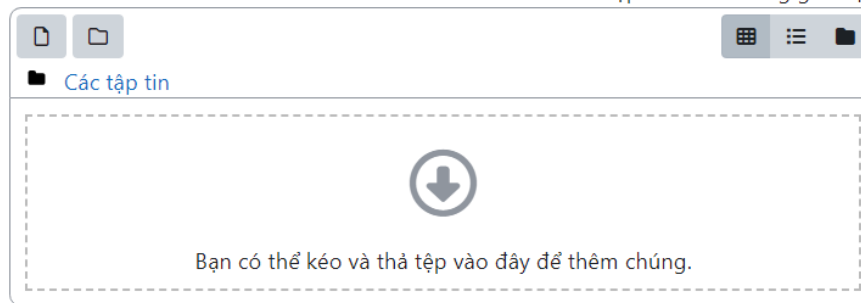 Các tập tin
Bạn có thể kéo và thả tệp vào đây để thêm chúng.